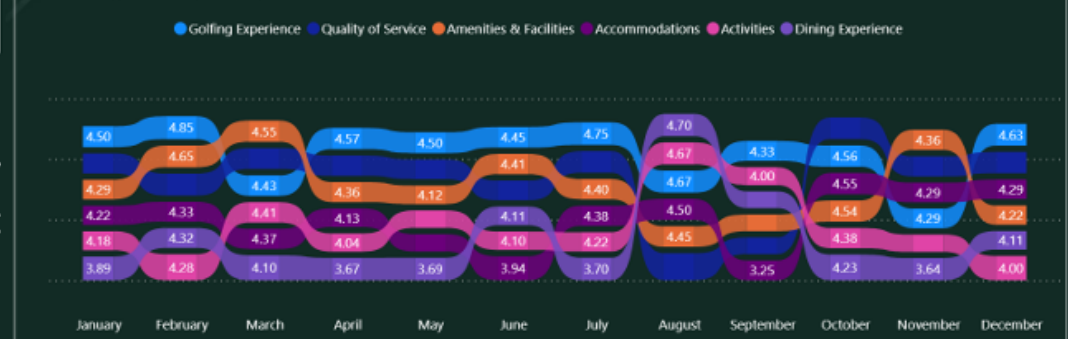 Golfing Experience Quality of Service Amenities & Facilities Accommodations Activities Dining Experience
4.50 4.85 4.55 4.57 4.50 4.45 4.75 4.70 4.33 4.56 4.36 4.63
4.65 4.41 4.67 4.00
4.29 4.43 4.36 4.12 4.40 4.67 4.55 4.29 4.29
4.22 4.33 4.41 4.13 4.11 4.38 4.50 4.54 4.29 4.22
4.18 4.32 4.37 4.04 4.10 4.22 4.45 4.38 4.11
3.89 4.28 4.10 3.67 3.69 3.94 3.70 3.25 4.23 3.64 4.00
January February March April May June July August September October November December